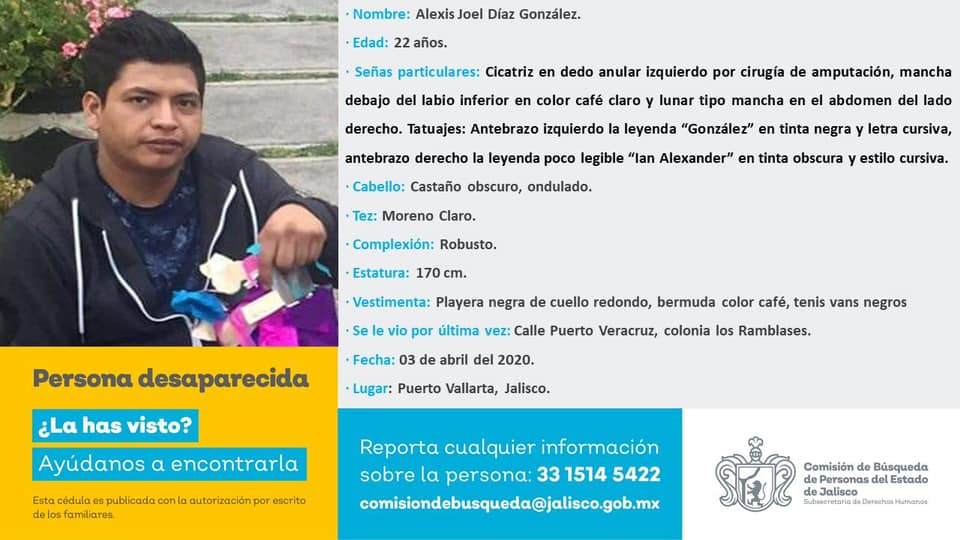 · Nombre: Alexis Joel Díaz González.
· Edad: 22 años.
· Señas particulares: Cicatriz en dedo anular izquierdo por cirugía de amputación, mancha
debajo del labio inferior en color café claro y lunar tipo mancha en el abdomen del lado
derecho. Tatuajes: Antebrazo izquierdo la leyenda “González” en tinta negra y letra cursiva,
antebrazo derecho la leyenda poco legible “Ian Alexander” en tinta obscura y estilo cursiva.
· Cabello: Castaño obscuro, ondulado.
· Tez: Moreno Claro.
· Complexión: Robusto.
· Estatura: 170 cm.
· Vestimenta: Playera negra de cuello redondo, bermuda color café, tenis vans negros
· Se le vio por última vez: Calle Puerto Veracruz, colonia los Ramblases.
· Fecha: 03 de abril del 2020.
· Lugar: Puerto Vallarta, Jalisco.
Persona desaparecida
¿La has visto?
Ayúdanos a encontrarla
Esta cédula es publicada con la autorización por escrito
de los familiares.
Reporta cualquier información
sobre la persona: 33 1514 5422
comisiondebusqueda@jalisco.gob.mx
Comisión de Búsqueda
de Personas del Estado
de Jalisco
Subsecretaría de Derechos Humanos